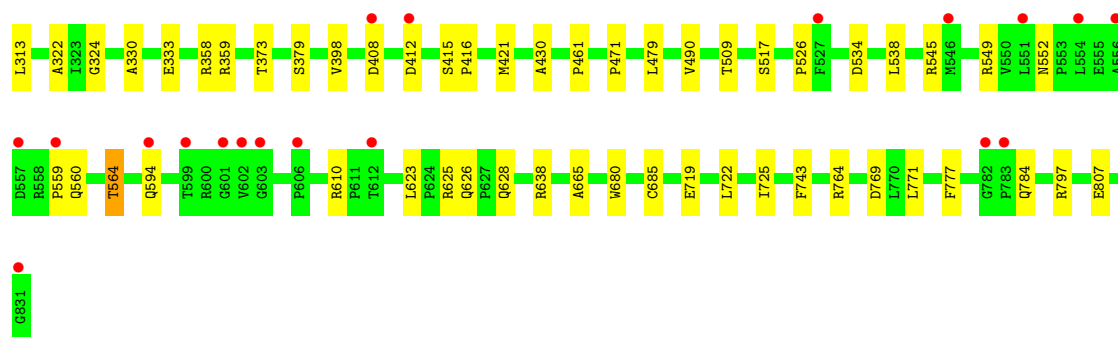 L313 A322 I323 G324 A330 E333 R358 R359 T373 S379 V398 D408 D412 S415 P416 M421 A430 P461 P471 L479 V490 T509 S517 P526 F527 D534 L538 R545 M546 R549 V550 L551 N552 P553 L554 E555 A556
D557 R558 P559 Q560 T564 Q594 T599 R600 G601 V602 G603 P606 R610 P611 T612 L623 P624 R625 Q626 P627 Q628 R638 A665 W680 C685 E719 L722 I725 F743 R764 D769 L770 L771 F777 G782 P783 Q784 R797 E807
G831